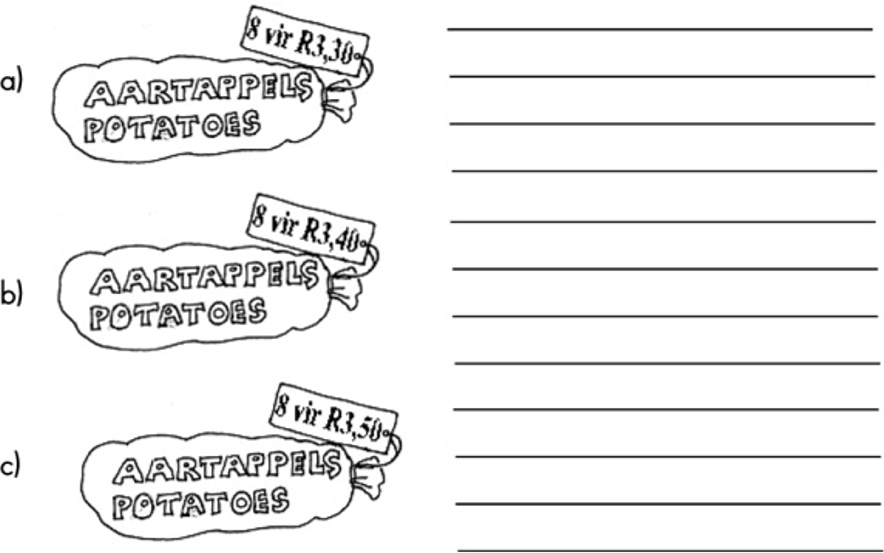 8 vir R3,30
a)
AARTAPPELS
POTATOES
8 vir R3,40
b)
AARTAPPELS
POTATOES
8 vir R3,50
c)
AARTAPPELS
POTATOES